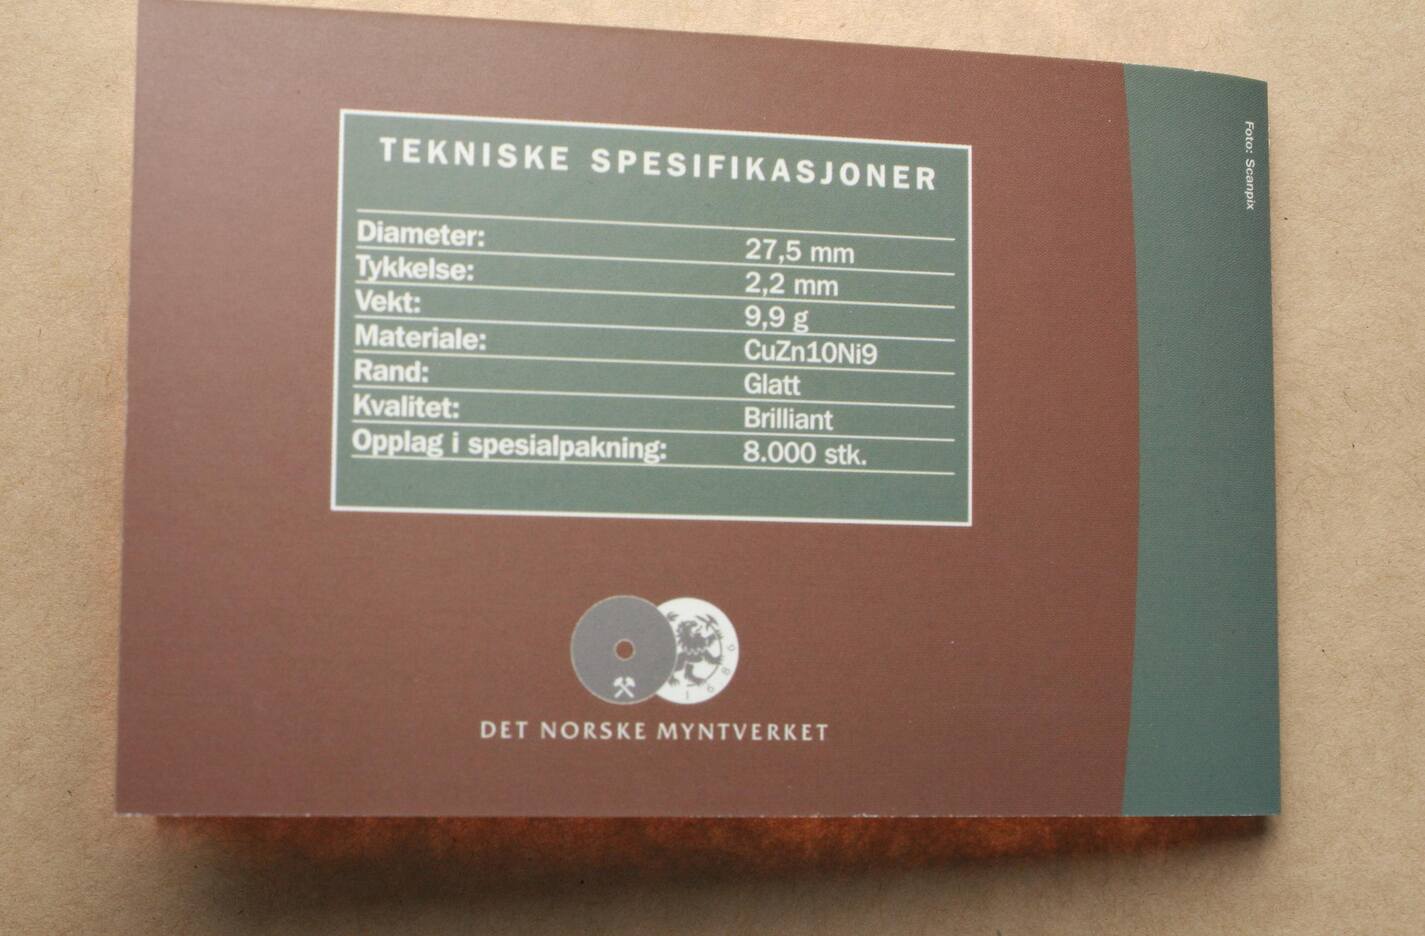 TEKNISKE SPESIFIKASJONER
Diameter: 27,5 mm
Tykkelse: 2,2 mm
Vekt: 9,9 g
Materiale: CuZn10Ni9
Rand: Glatt
Kvalitet: Brilliant
Opplag i spesialpakning: 8.000 stk.
1686
DET NORSKE MYNTVERKET
Foto: Scanpix